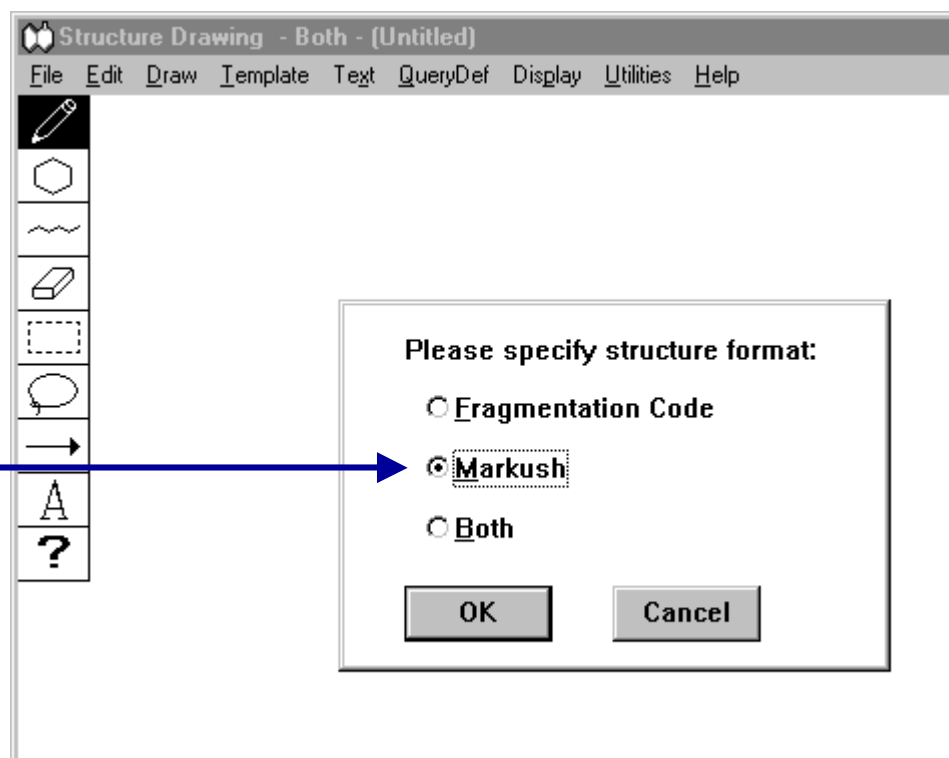 Structure Drawing - Both - (Untitled)
File Edit Draw Template Text QueryDef Display Utilities Help
Please specify structure format:
Fragmentation Code
Markush
Both
A
?
OK Cancel